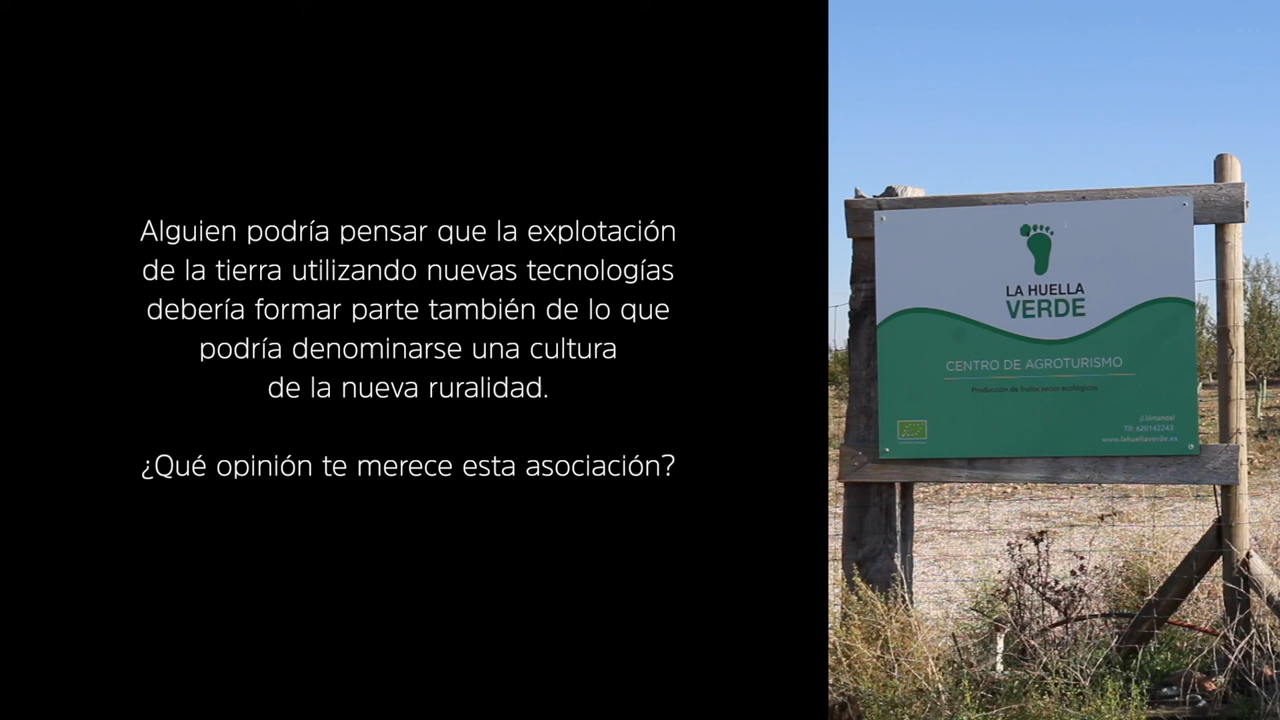 Alguien podría pensar que la explotación
de la tierra utilizando nuevas tecnologías
debería formar parte también de lo que
podría denominarse una cultura
de la nueva ruralidad.
¿Qué opinión te merece esta asociación?
LA HUELLA
VERDE
CENTRO DE AGROTURISMO
Producción de frutos secos ecológicos
Tlf: 620142243
www.lahuellaverde.es